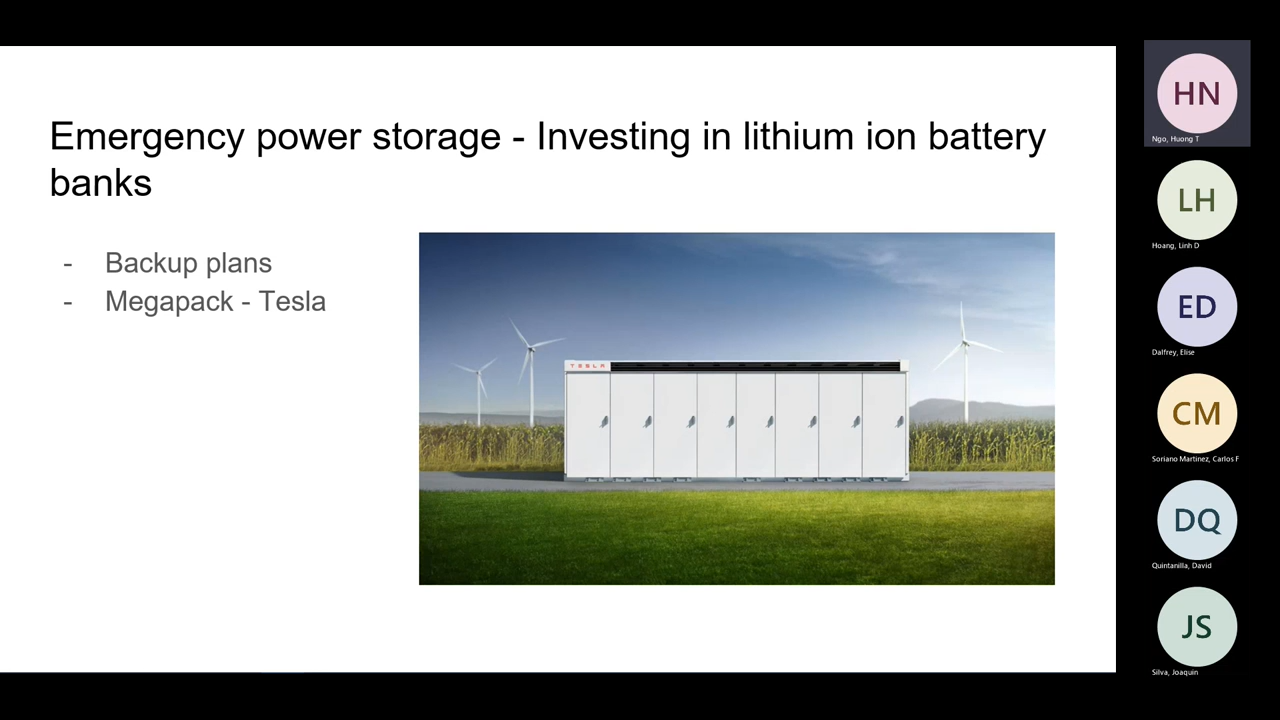 Emergency power storage - Investing in lithium ion battery
banks
- Backup plans
- Megapack - Tesla
TESLA
HN
Ngo, Huong T
LH
Hoang, Linh D
ED
Dalfrey, Elise
CM
Soriano Martinez, Carlos F
DQ
Quintanilla, David
JS
Silva, Joaquin